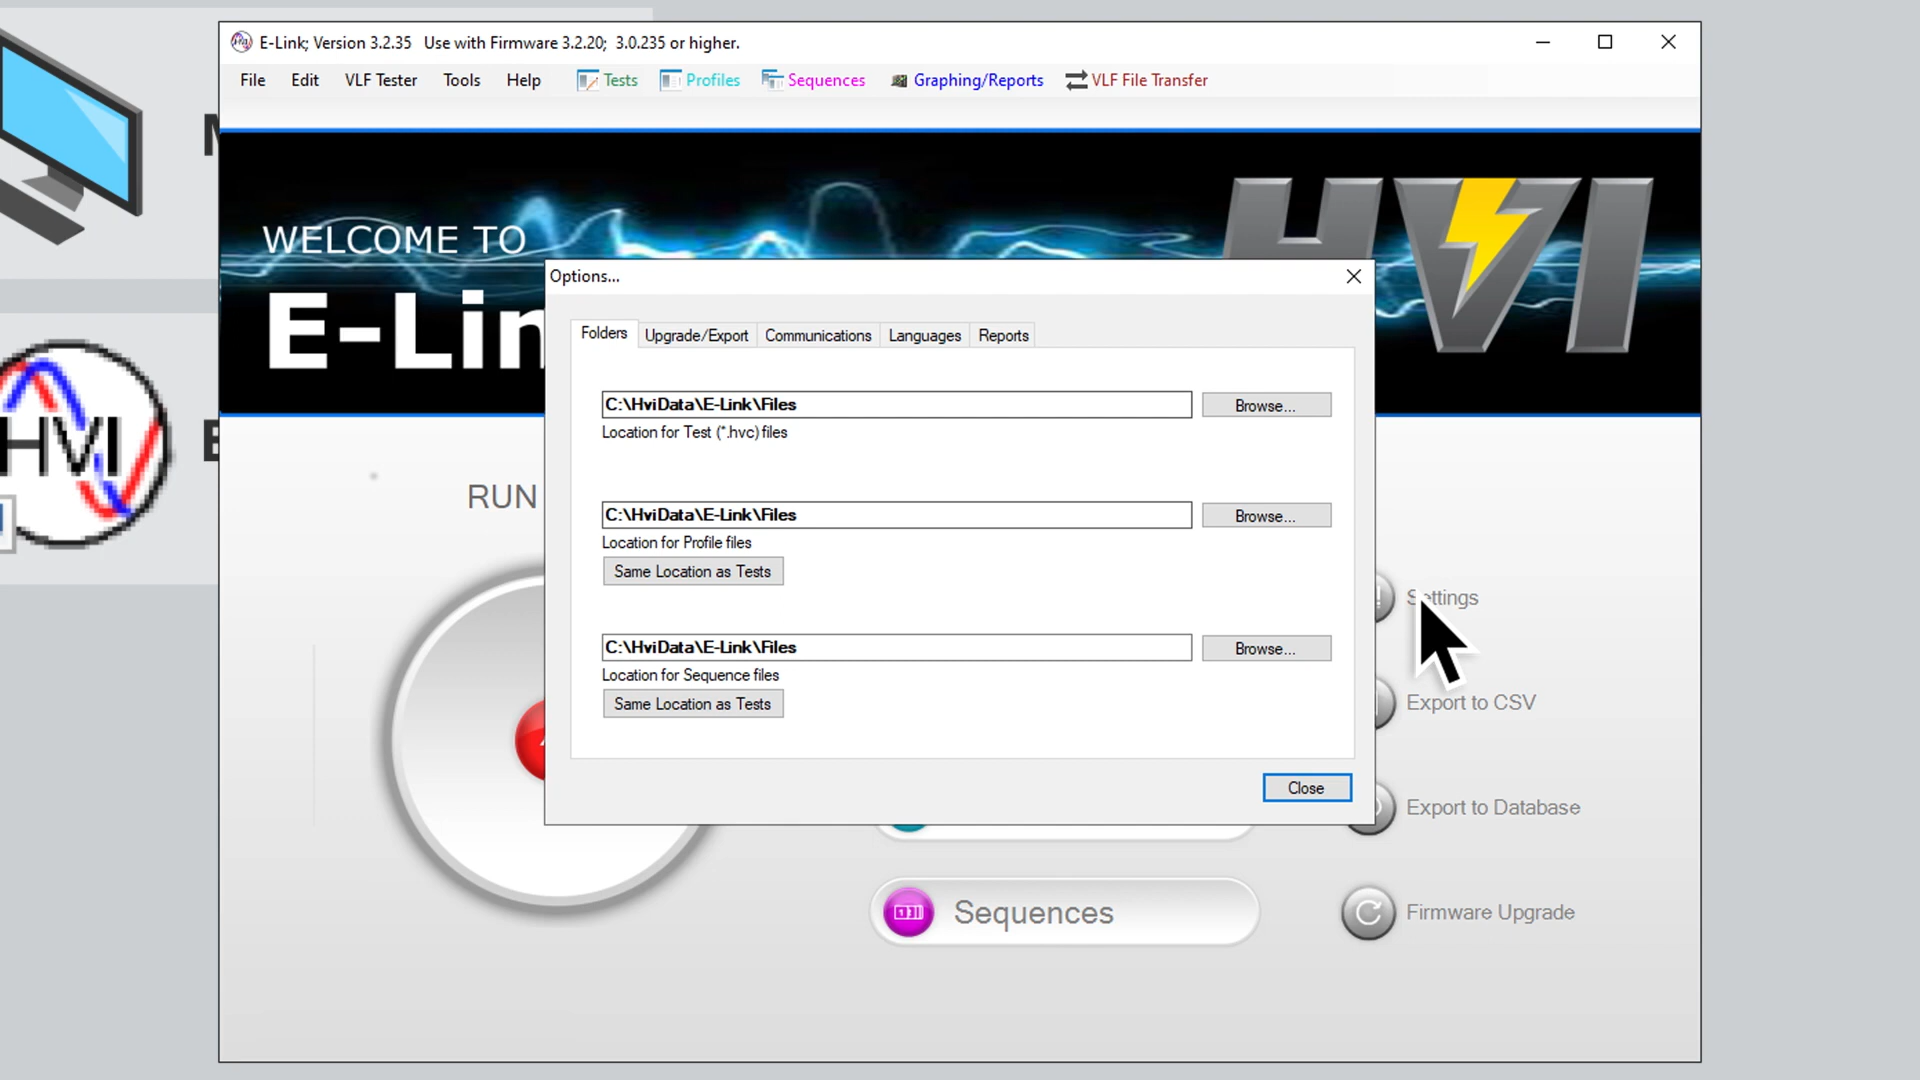 E-Link; Version 3.2.35 Use with Firmware 3.2.20; 3.0.235 or higher.
File Edit VLF Tester Tools Help Tests Profiles Sequences Graphing/Reports VLF File Transfer
WELCOME TO
E-Lin
HVI
Options...
Folders Upgrade/Export Communications Languages Reports
C:\HviData\E-Link\Files Browse...
Location for Test (*.hvc) files
C:\HviData\E-Link\Files Browse...
Location for Profile files
Same Location as Tests
C:\HviData\E-Link\Files Browse...
Location for Sequence files
Same Location as Tests
Close
HVI
RUN
Settings
Export to CSV
Export to Database
Sequences
Firmware Upgrade